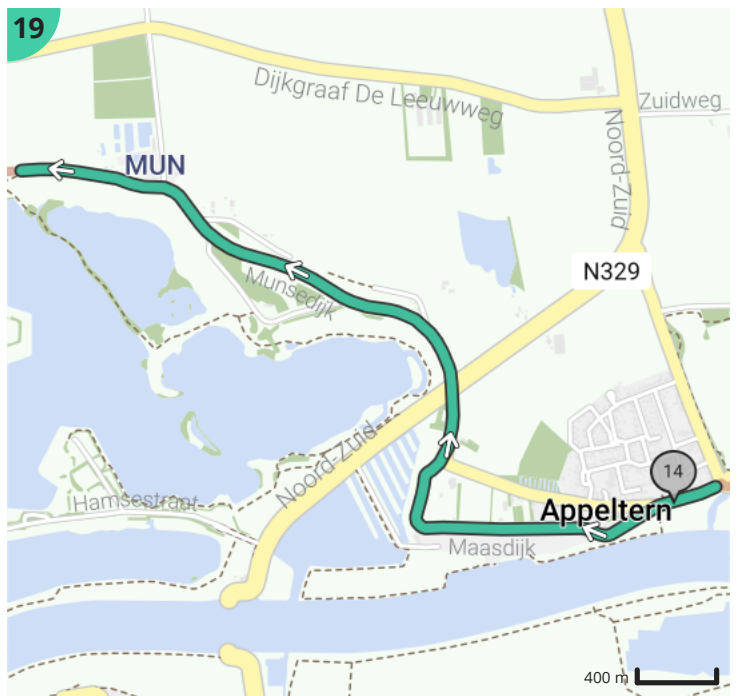 19
Dijkgraaf De Leeuwweg
Zuidweg
Noord-Zuid
MUN
N329
Munsedijk
Noord-Zuid
14
Hamsestraat
Appeltern
Maasdijk
400 m